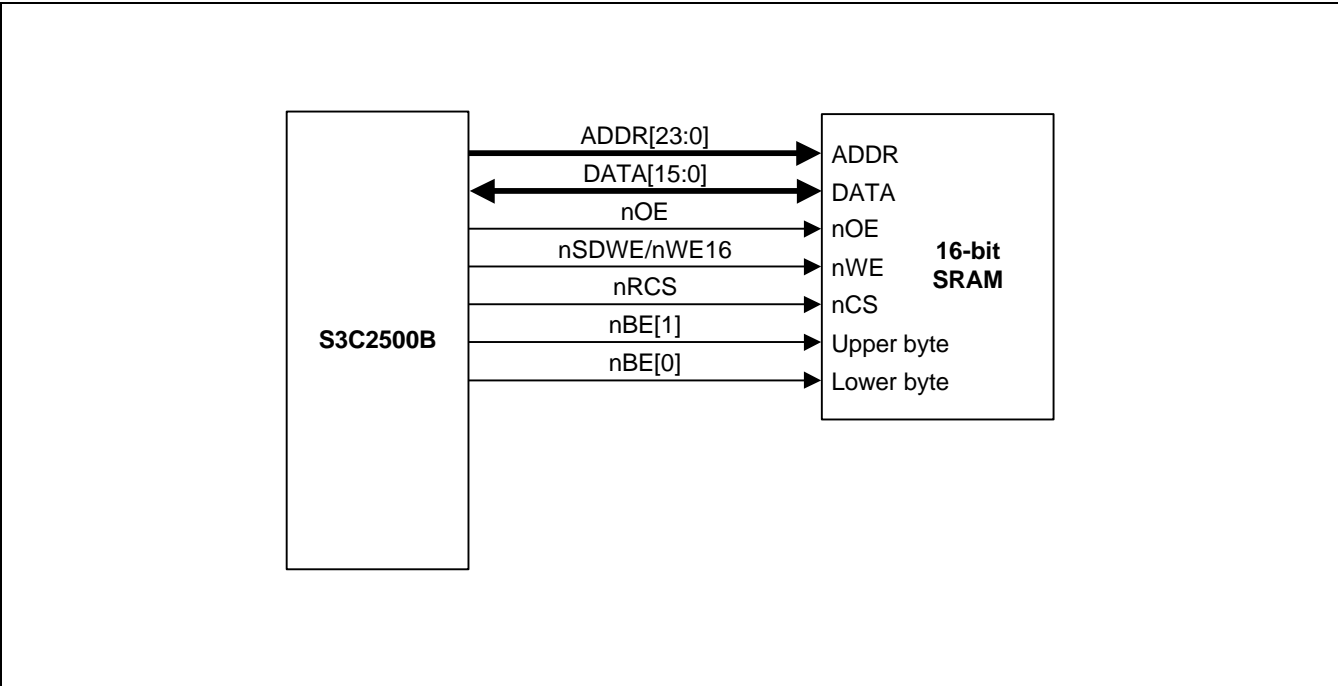 ADDR[23:0]
ADDR
DATA[15:0]
DATA
nOE
nOE
nSDWE/nWE16
nWE
16-bit
SRAM
nRCS
nCS
S3C2500B
nBE[1]
Upper byte
nBE[0]
Lower byte